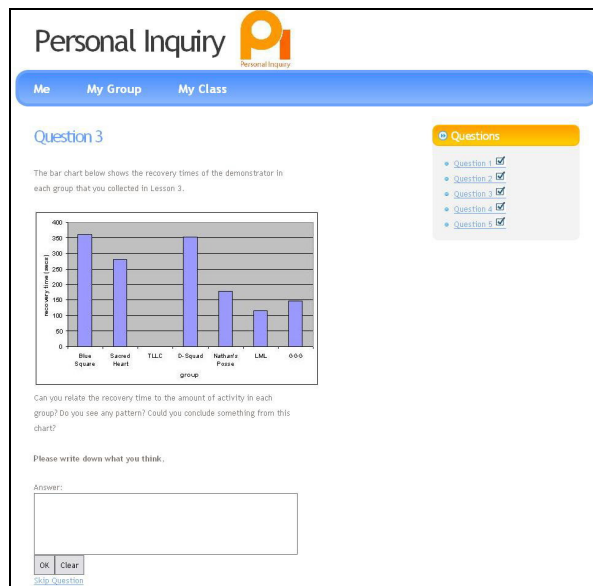 Personal Inquiry
PI
Personal Inquiry
Me My Group My Class
Question 3
The bar chart below shows the recovery times of the demonstrator in
each group that you collected in Lesson 3.
400
350
300
250
200
150
100
50
0
recovery time (secs)
Blue Square
Sacred Heart
TLLC
D-Squad
Nathan's Posse
LML
GGG
group
Can you relate the recovery time to the amount of activity in each
group? Do you see any pattern? Could you conclude something from this
chart?
Please write down what you think.
Answer:
OK Clear
Skip Question
Questions
Question 1
Question 2
Question 3
Question 4
Question 5